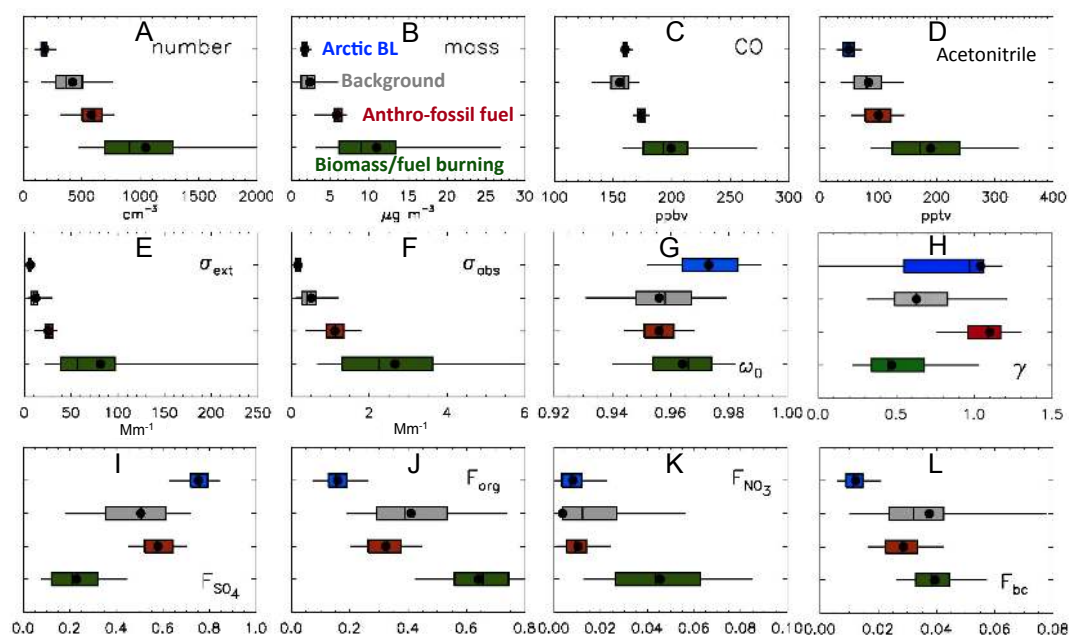 A
number
B
mass
C
CO
D
Acetonitrile
Arctic BL
Background
Anthro-fossil fuel
Biomass/fuel burning
0 500 1000 1500 2000
cm⁻³
0 5 10 15 20 25 30
μg m⁻³
100 150 200 250 300
ppbv
0 100 200 300 400
pptv
E
σext
F
σabs
G
ω0
H
γ
0 50 100 150 200 250
Mm⁻¹
0 2 4 6
Mm⁻¹
0.92 0.94 0.96 0.98 1.00
0.0 0.5 1.0 1.5
I
FSO4
J
Forg
K
FNO3
L
Fbc
0.0 0.2 0.4 0.6 0.8 1.0
0.0 0.2 0.4 0.6 0.8
0.00 0.02 0.04 0.06 0.08 0.10
0.00 0.02 0.04 0.06 0.08